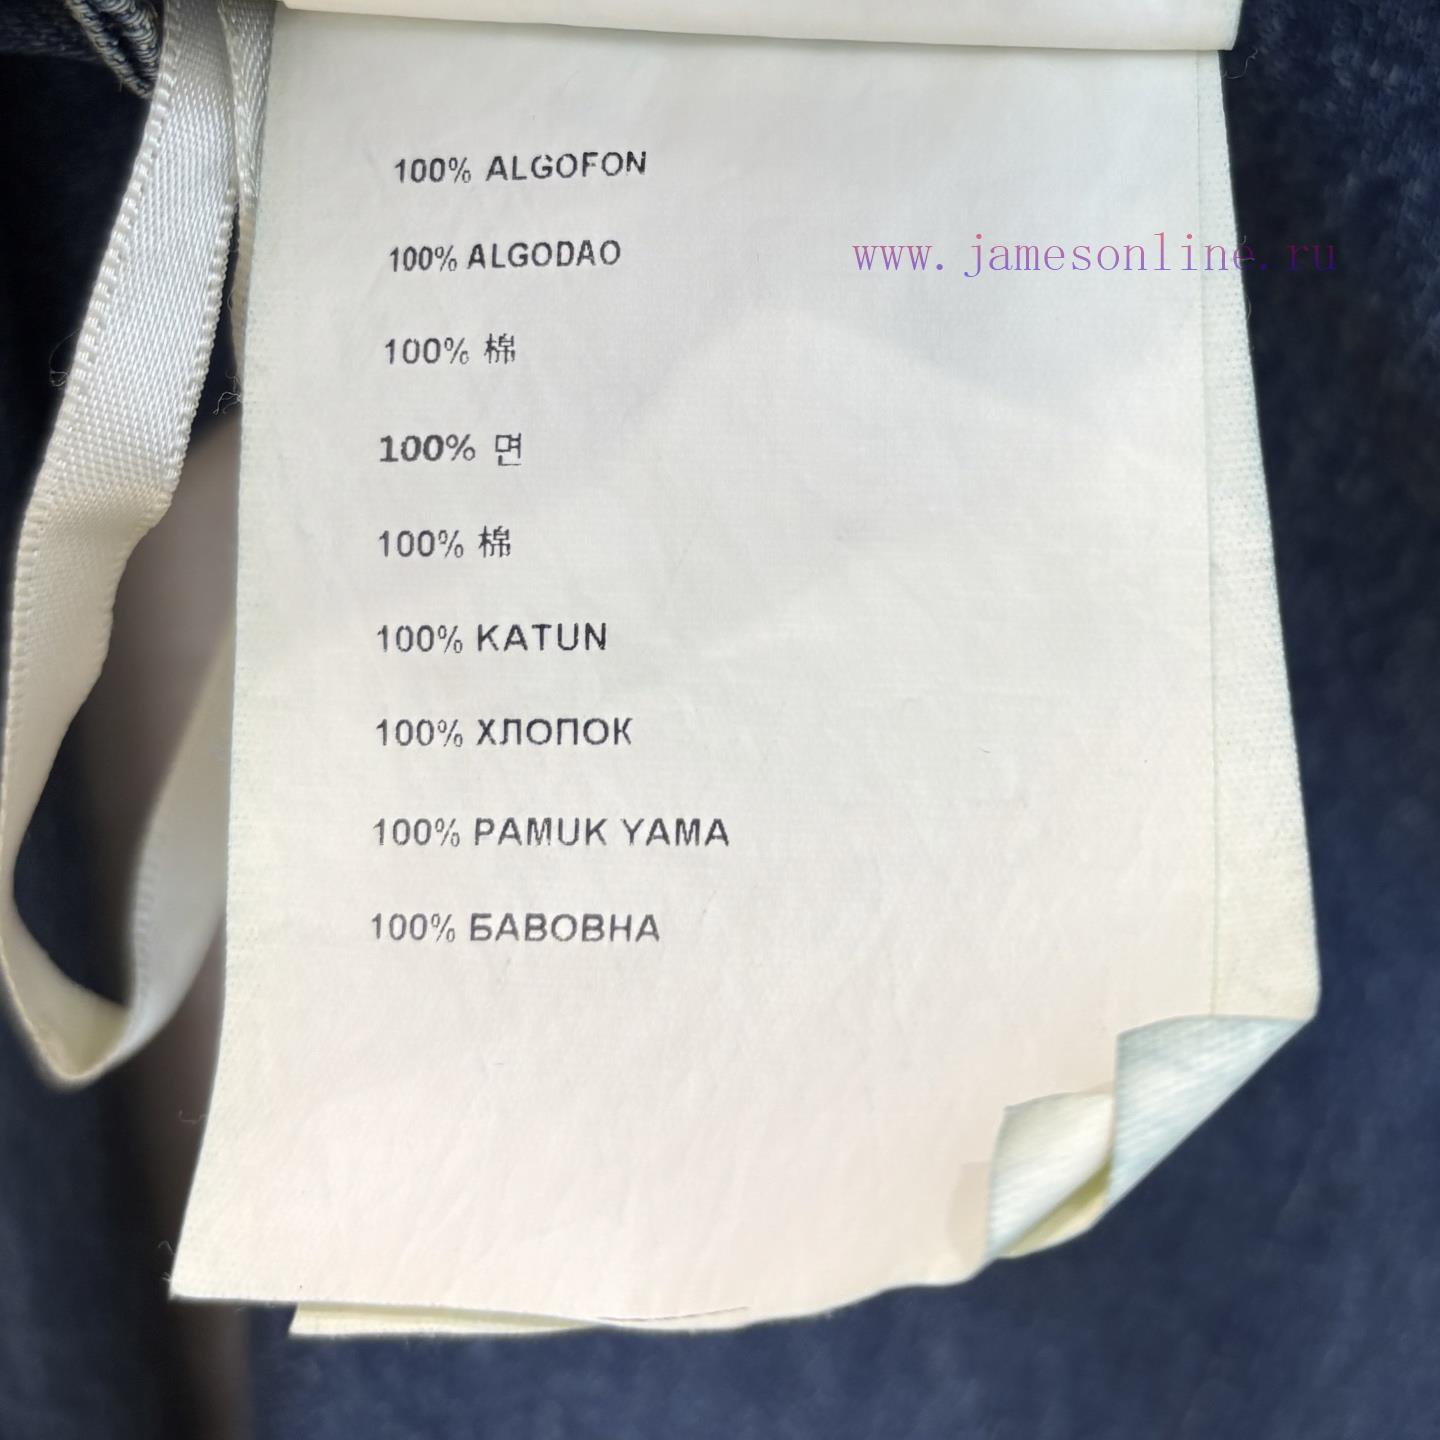 100% ALGOFON
100% ALGODAO
www.jamesonline.ru
100% 棉
100% 면
100% 棉
100% KATUN
100% ХЛОПОК
100% PAMUK YAMA
100% БАВОВНА